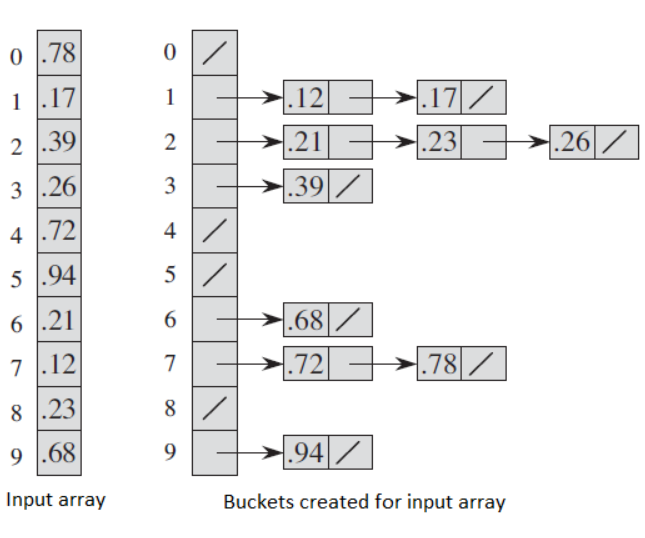 0 .78 0 /
1 .17 1 .12 .17 /
2 .39 2 .21 .23 .26 /
3 .26 3 .39 /
4 .72 4 /
5 .94 5 /
6 .21 6 .68 /
7 .12 7 .72 .78 /
8 .23 8 /
9 .68 9 .94 /
Input array
Buckets created for input array